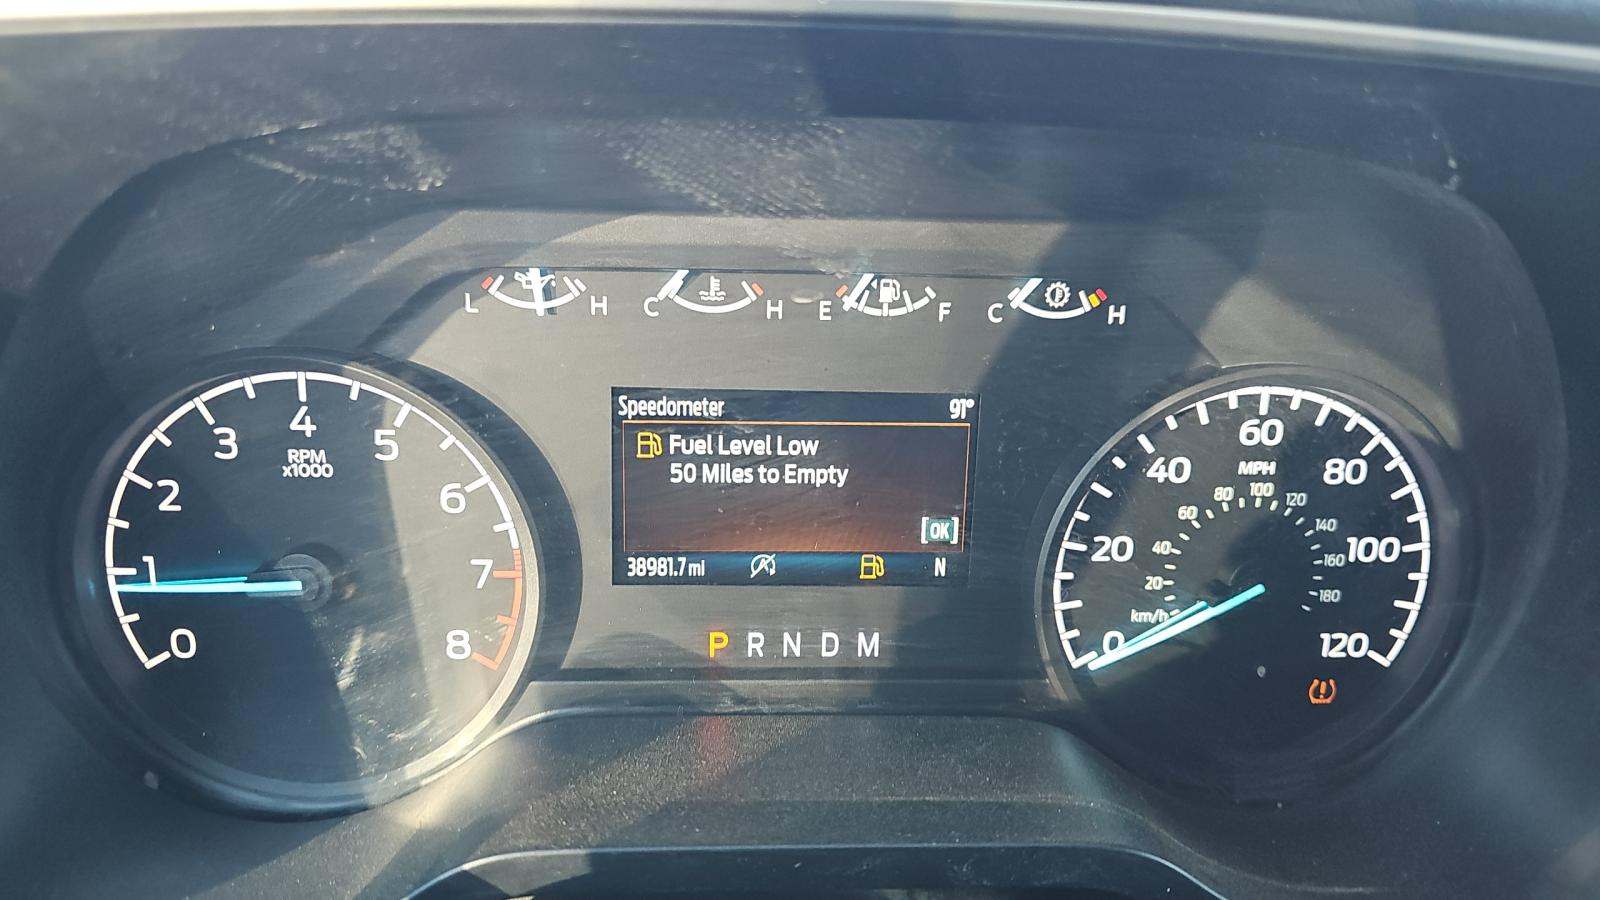 L H C H E F C H
Speedometer 91°
Fuel Level Low
50 Miles to Empty
[OK]
38981.7 mi N
P R N D M
0 1 2 3 4 5 6 7 8
RPM
x1000
0 20 40 60 80 100 120
MPH
20 40 60 80 100 120 140 160 180
km/h